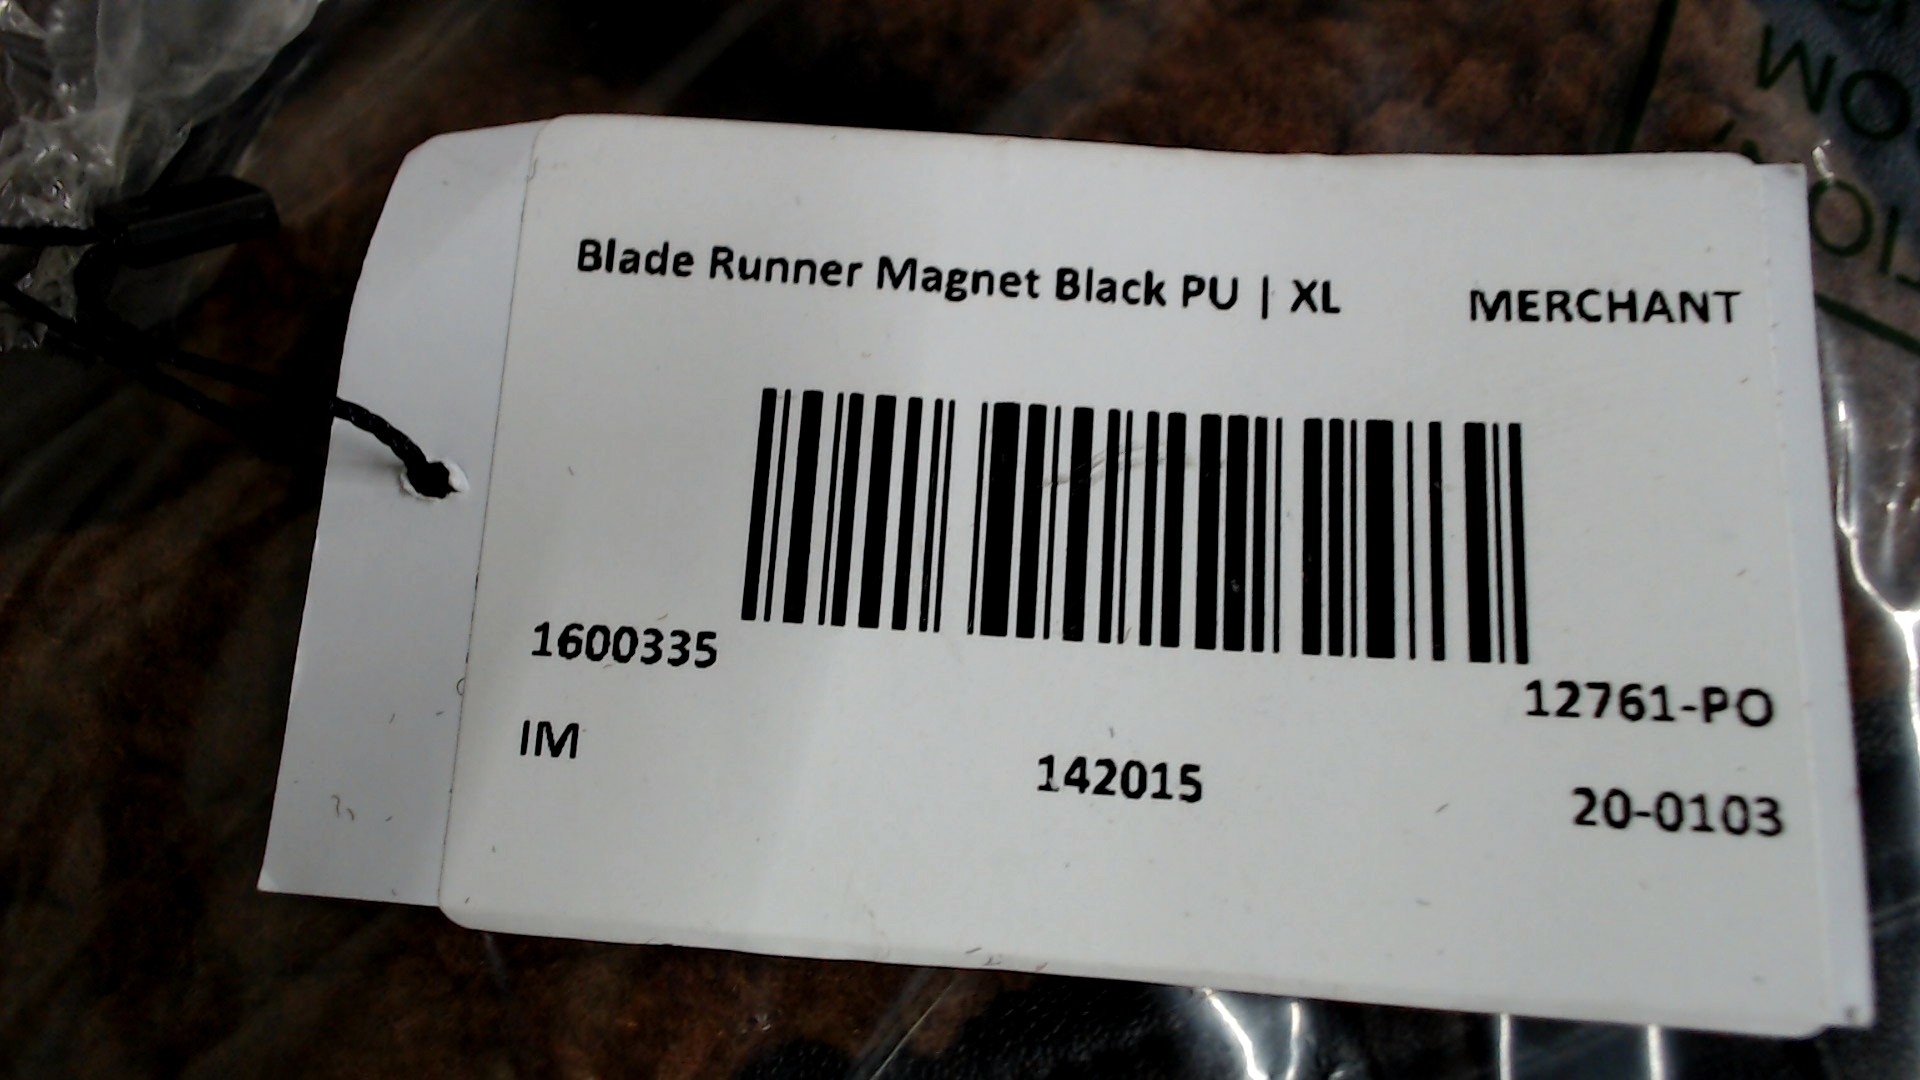 Blade Runner Magnet Black PU | XL MERCHANT
1600335
12761-PO
IM
142015
20-0103